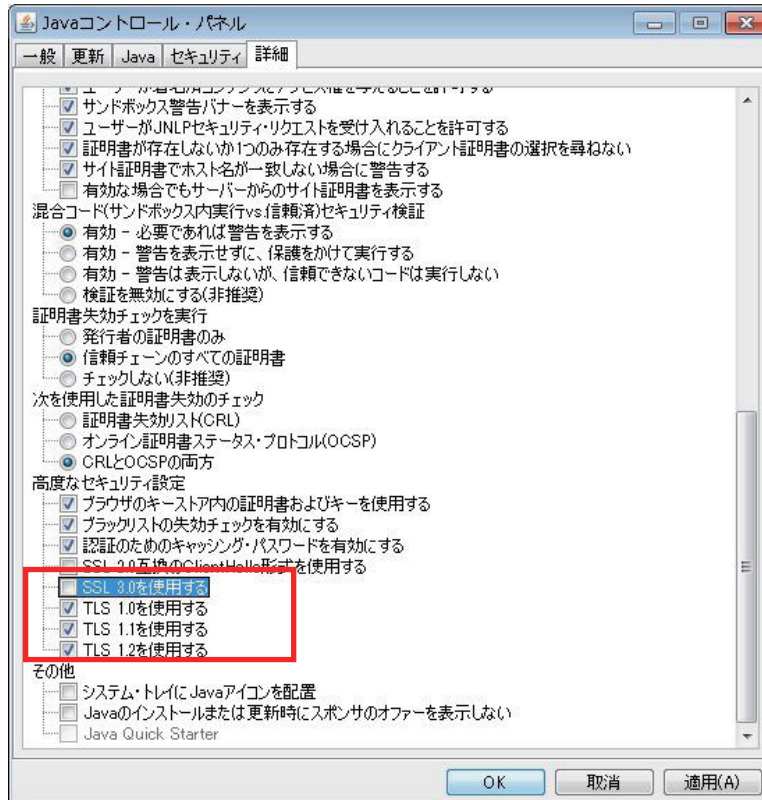 Javaコントロール・パネル
一般 更新 Java セキュリティ 詳細
サンドボックス警告バナーを表示する
ユーザーがJNLPセキュリティ・リクエストを受け入れることを許可する
証明書が存在しないか1つのみ存在する場合にクライアント証明書の選択を尋ねない
サイト証明書でホスト名が一致しない場合に警告する
有効な場合でもサーバーからのサイト証明書を表示する
混合コード(サンドボックス内実行vs.信頼済)セキュリティ検証
有効 - 必要であれば警告を表示する
有効 - 警告を表示せずに、保護をかけて実行する
有効 - 警告は表示しないが、信頼できないコードは実行しない
検証を無効にする(非推奨)
証明書失効チェックを実行
発行者の証明書のみ
信頼チェーンのすべての証明書
チェックしない(非推奨)
次を使用した証明書失効のチェック
証明書失効リスト(CRL)
オンライン証明書ステータス・プロトコル(OCSP)
CRLとOCSPの両方
高度なセキュリティ設定
ブラウザのキーストア内の証明書およびキーを使用する
ブラックリストの失効チェックを有効にする
認証のためのキャッシング・パスワードを有効にする
SSL 2.0互換のClientHello形式を使用する
SSL 3.0を使用する
TLS 1.0を使用する
TLS 1.1を使用する
TLS 1.2を使用する
その他
システム・トレイにJavaアイコンを配置
Javaのインストールまたは更新時にスポンサのオファーを表示しない
Java Quick Starter
OK 取消 適用(A)